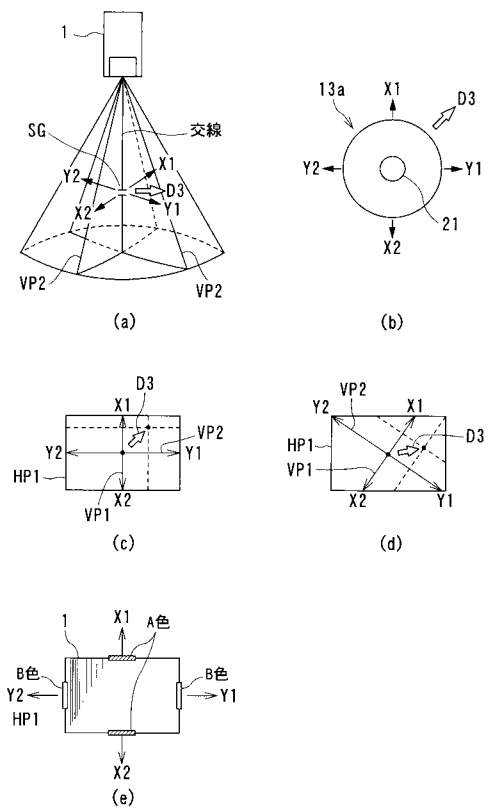 1
SG
交線
X1
Y2
D3
X2
Y1
VP2
VP2
(a)
13a
X1
D3
Y2
Y1
21
X2
(b)
D3
X1
VP2
Y2
Y1
HP1
VP1
X2
(c)
VP2
Y2
X1
D3
HP1
VP1
X2
Y1
(d)
X1
A色
1
B色
B色
Y2
Y1
HP1
X2
(e)